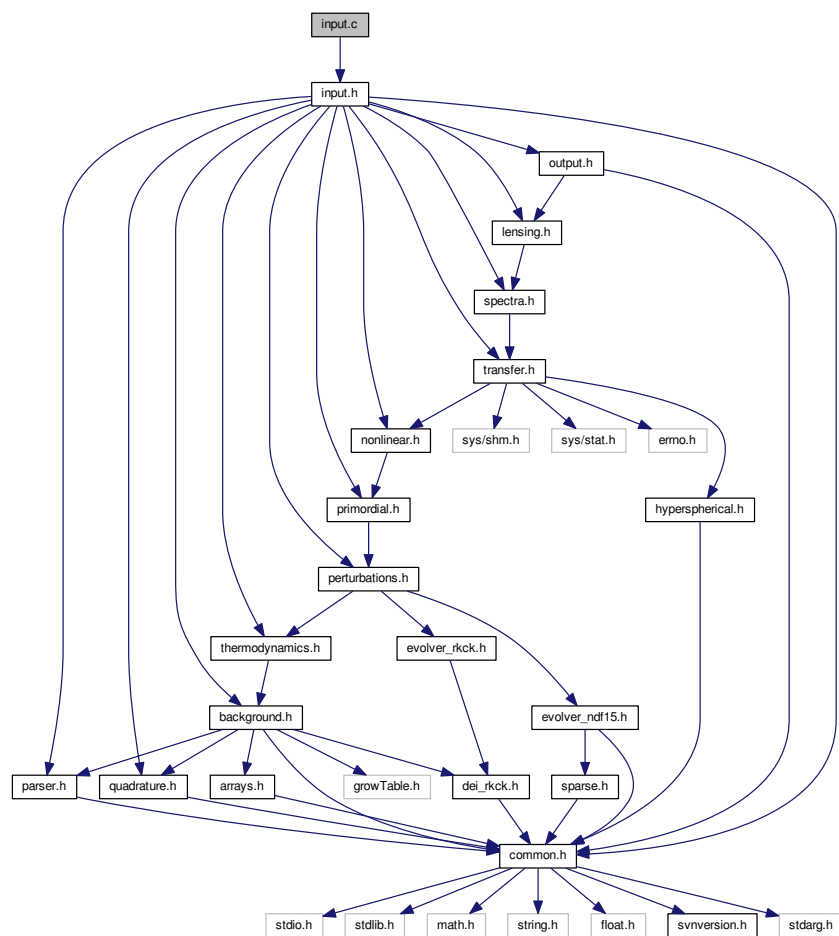 input.c
input.h
output.h
lensing.h
spectra.h
transfer.h
nonlinear.h
sys/shm.h
sys/stat.h
errno.h
primordial.h
hyperspherical.h
perturbations.h
thermodynamics.h
evolver_rkck.h
background.h
evolver_ndf15.h
parser.h
quadrature.h
arrays.h
growTable.h
dei_rkck.h
sparse.h
common.h
stdio.h
stdlib.h
math.h
string.h
float.h
svnversion.h
stdarg.h